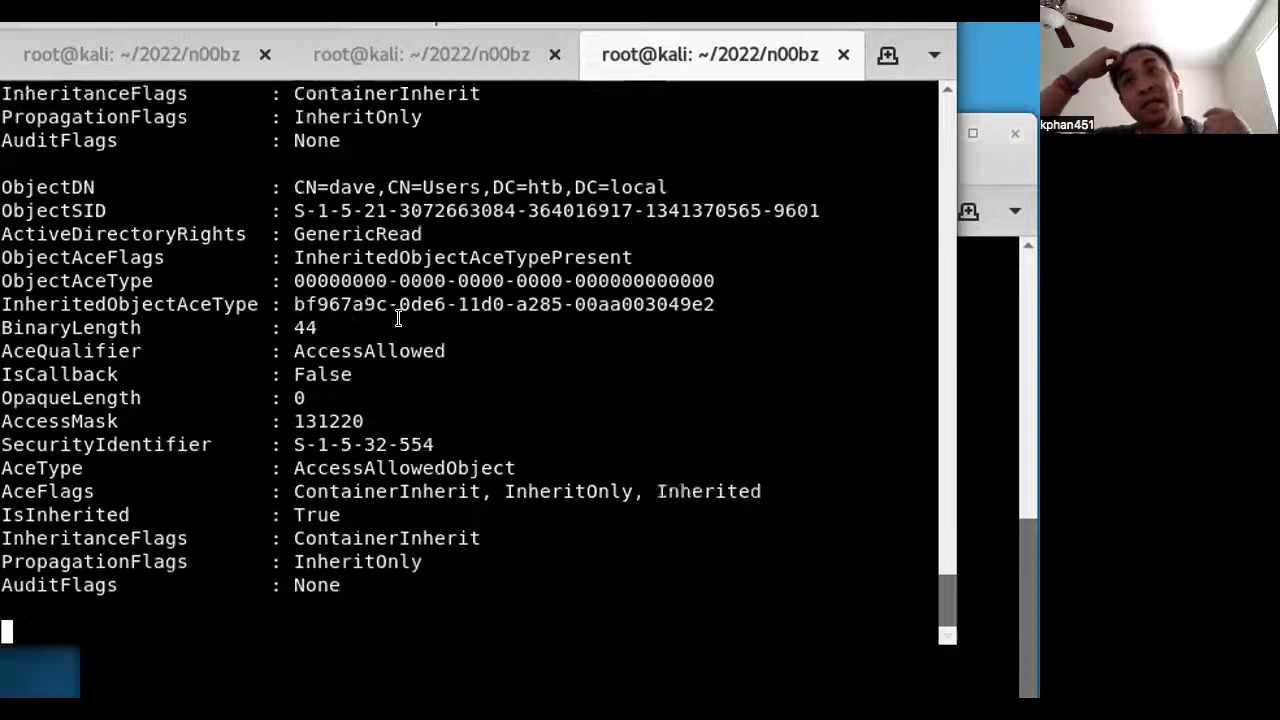 root@kali: ~/2022/n00bz root@kali: ~/2022/n00bz root@kali: ~/2022/n00bz
InheritanceFlags : ContainerInherit
PropagationFlags : InheritOnly
AuditFlags : None
ObjectDN : CN=dave,CN=Users,DC=htb,DC=local
ObjectSID : S-1-5-21-3072663084-364016917-1341370565-9601
ActiveDirectoryRights : GenericRead
ObjectAceFlags : InheritedObjectAceTypePresent
ObjectAceType : 00000000-0000-0000-0000-000000000000
InheritedObjectAceType : bf967a9c-0de6-11d0-a285-00aa003049e2
BinaryLength : 44
AceQualifier : AccessAllowed
IsCallback : False
OpaqueLength : 0
AccessMask : 131220
SecurityIdentifier : S-1-5-32-554
AceType : AccessAllowedObject
AceFlags : ContainerInherit, InheritOnly, Inherited
IsInherited : True
InheritanceFlags : ContainerInherit
PropagationFlags : InheritOnly
AuditFlags : None
kphan451